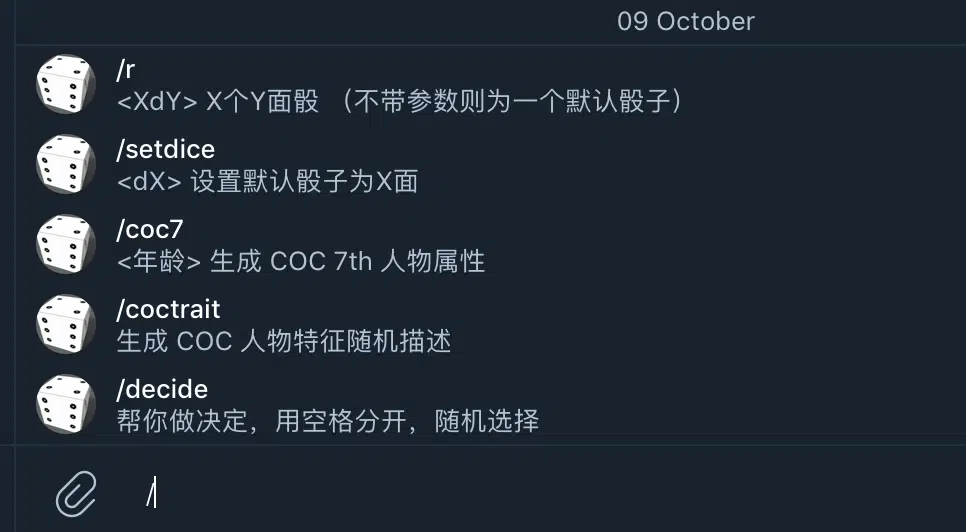 09 October
/r
<XdY> X个Y面骰 （不带参数则为一个默认骰子）
/setdice
<dX> 设置默认骰子为X面
/coc7
<年龄> 生成 COC 7th 人物属性
/coctrait
生成 COC 人物特征随机描述
/decide
帮你做决定，用空格分开，随机选择
/